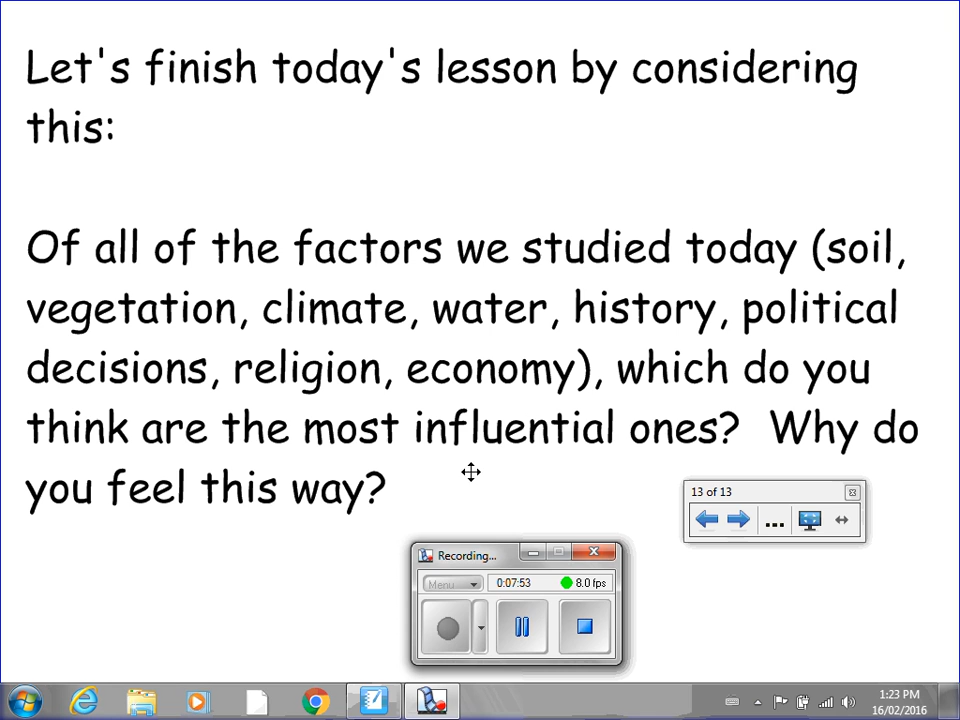 Let's finish today's lesson by considering
this:
Of all of the factors we studied today (soil,
vegetation, climate, water, history, political
decisions, religion, economy), which do you
think are the most influential ones?  Why do
you feel this way?
13 of 13
Recording...
Menu
0:07:53
8.0 fps
1:23 PM
16/02/2016